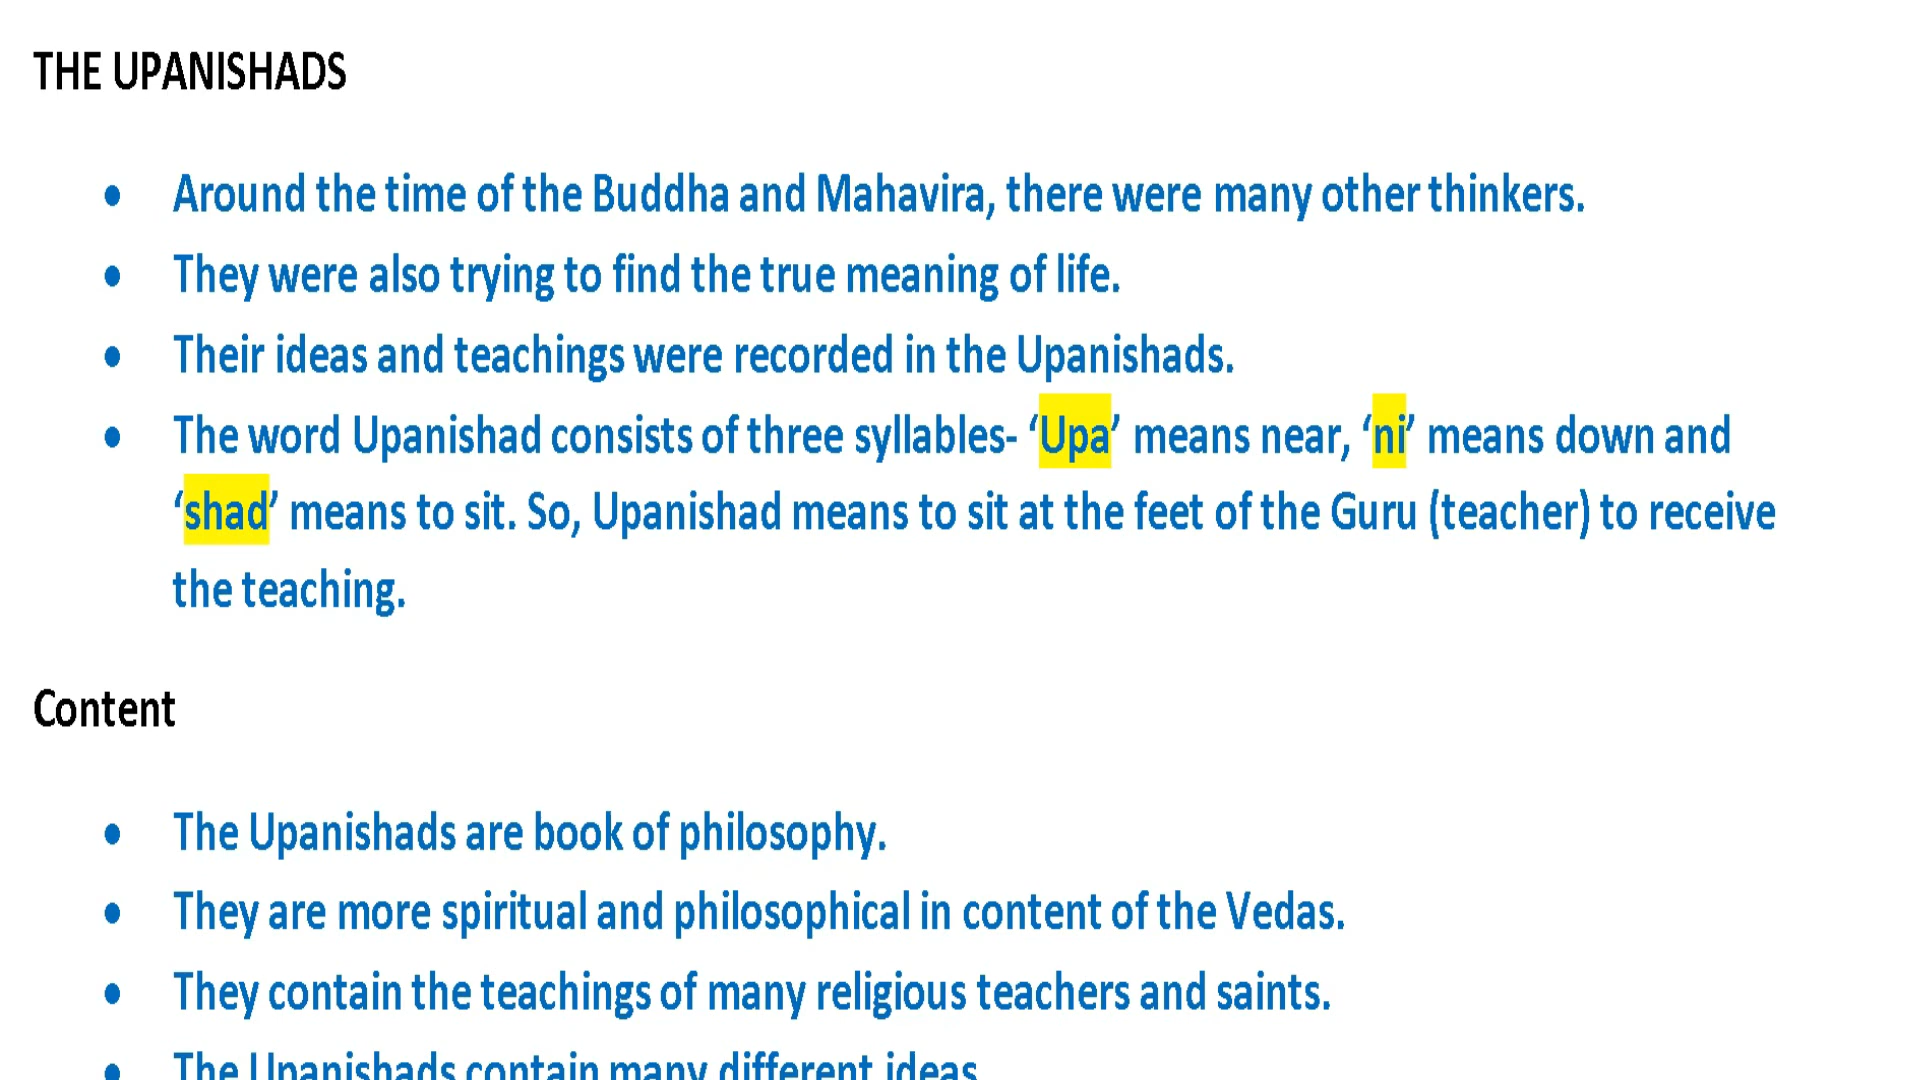 THE UPANISHADS
• Around the time of the Buddha and Mahavira, there were many other thinkers.
• They were also trying to find the true meaning of life.
• Their ideas and teachings were recorded in the Upanishads.
• The word Upanishad consists of three syllables- ‘Upa’ means near, ‘ni’ means down and
‘shad’ means to sit. So, Upanishad means to sit at the feet of the Guru (teacher) to receive
the teaching.
Content
• The Upanishads are book of philosophy.
• They are more spiritual and philosophical in content of the Vedas.
• They contain the teachings of many religious teachers and saints.
• The Upanishads contain many different ideas.